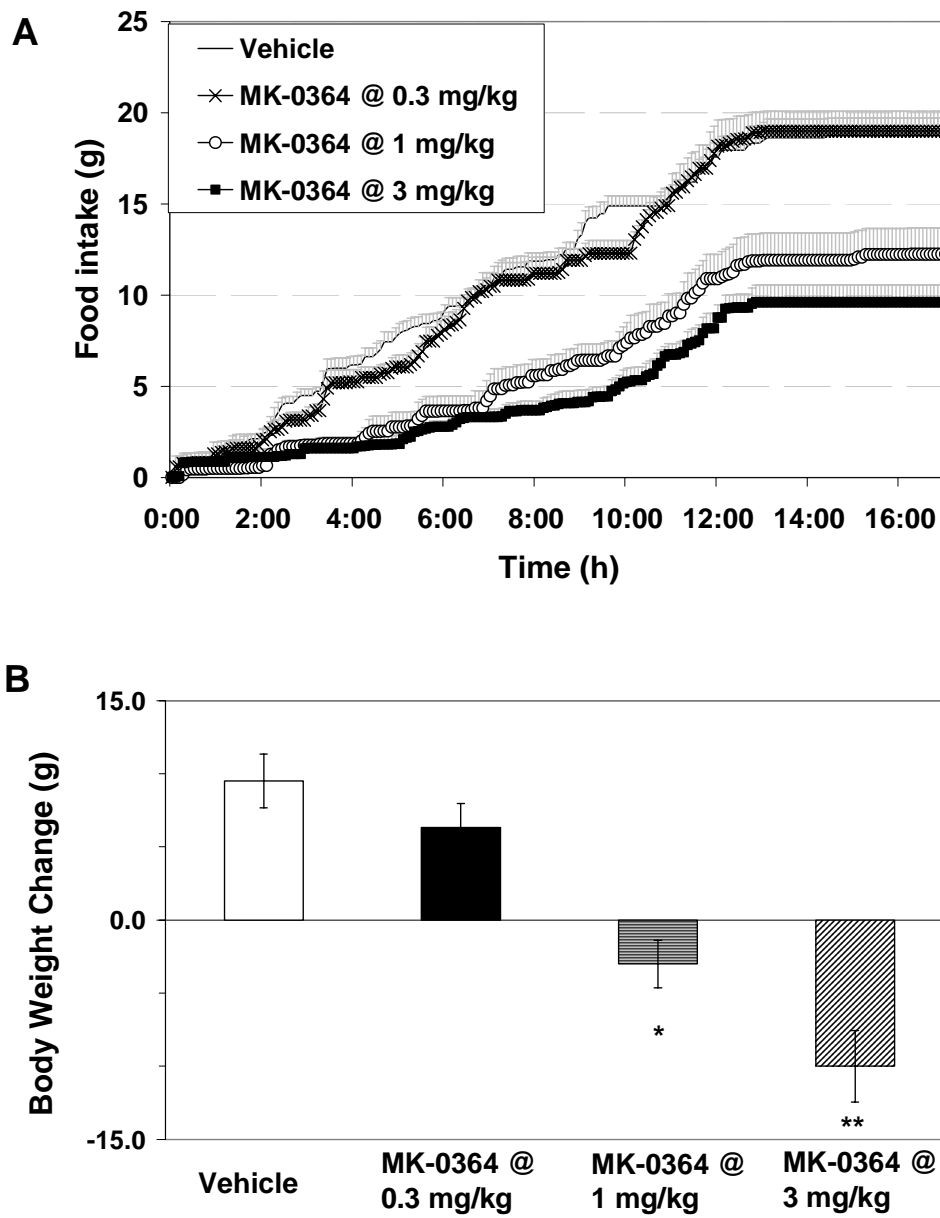 A
25
20
15
10
5
0
Food intake (g)
Vehicle
MK-0364 @ 0.3 mg/kg
MK-0364 @ 1 mg/kg
MK-0364 @ 3 mg/kg
0:00 2:00 4:00 6:00 8:00 10:00 12:00 14:00 16:00
Time (h)
B
15.0
0.0
-15.0
Body Weight Change (g)
*
**
Vehicle
MK-0364 @
0.3 mg/kg
MK-0364 @
1 mg/kg
MK-0364 @
3 mg/kg